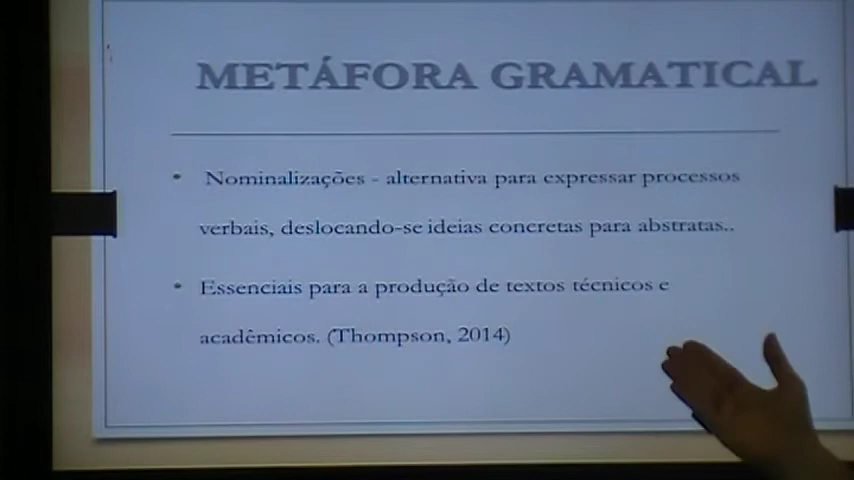 METÁFORA GRAMATICAL
• Nominalizações - alternativa para expressar processos
verbais, deslocando-se ideias concretas para abstratas..
• Essenciais para a produção de textos técnicos e
acadêmicos. (Thompson, 2014)